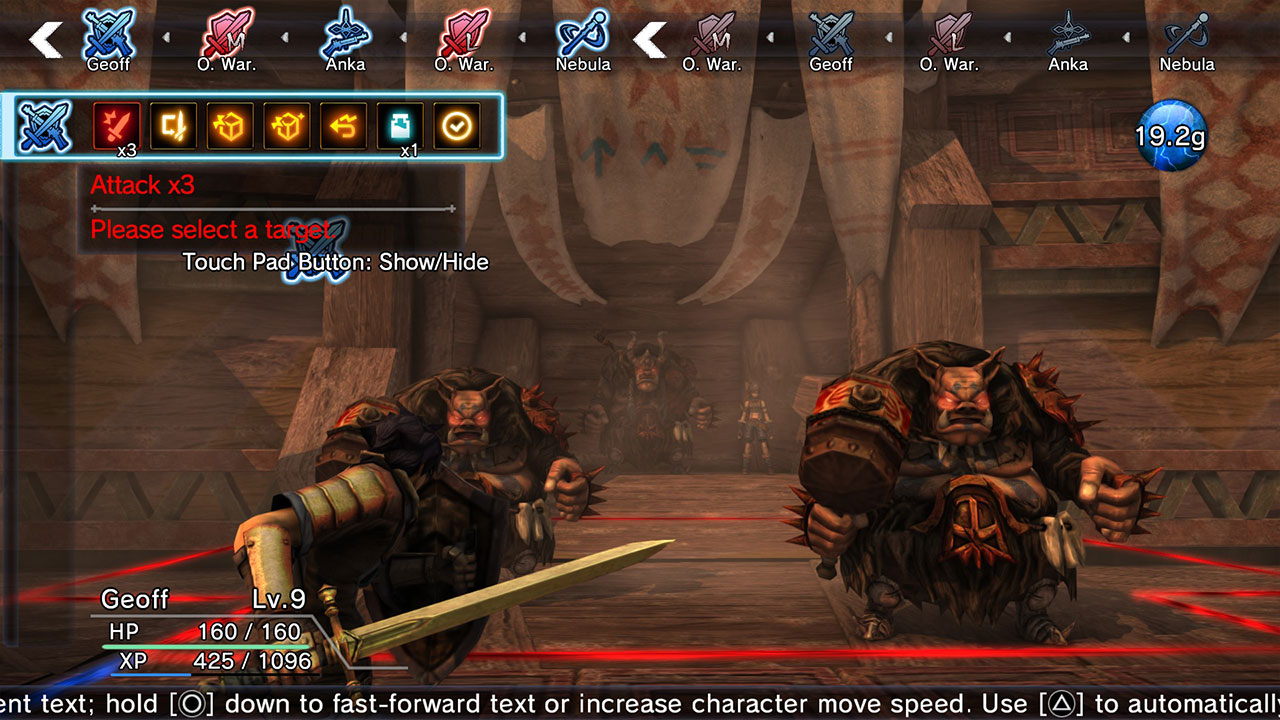 Geoff O. War. Anka O. War. Nebula O. War. Geoff O. War. Anka Nebula
x3 x1
19.2g
Attack x3
Please select a target.
Touch Pad Button: Show/Hide
Geoff Lv.9
HP 160 / 160
XP 425 / 1096
ent text; hold [◯] down to fast-forward text or increase character move speed. Use [△] to automatically